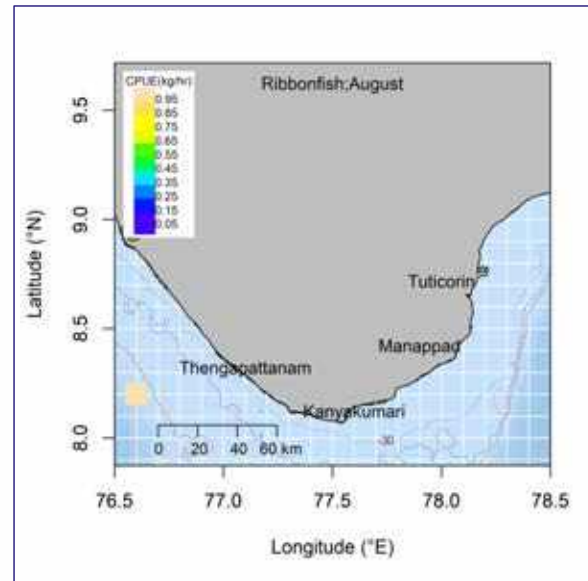 Ribbonfish:August
CPUE(kg/hr)
0.95
0.85
0.75
0.65
0.55
0.45
0.35
0.25
0.15
0.05
9.5
9.0
8.5
8.0
Latitude (°N)
Tuticorin
Manappad
Thengapattanam
Kanyakumari
-30
0 20 40 60 km
76.5 77.0 77.5 78.0 78.5
Longitude (°E)